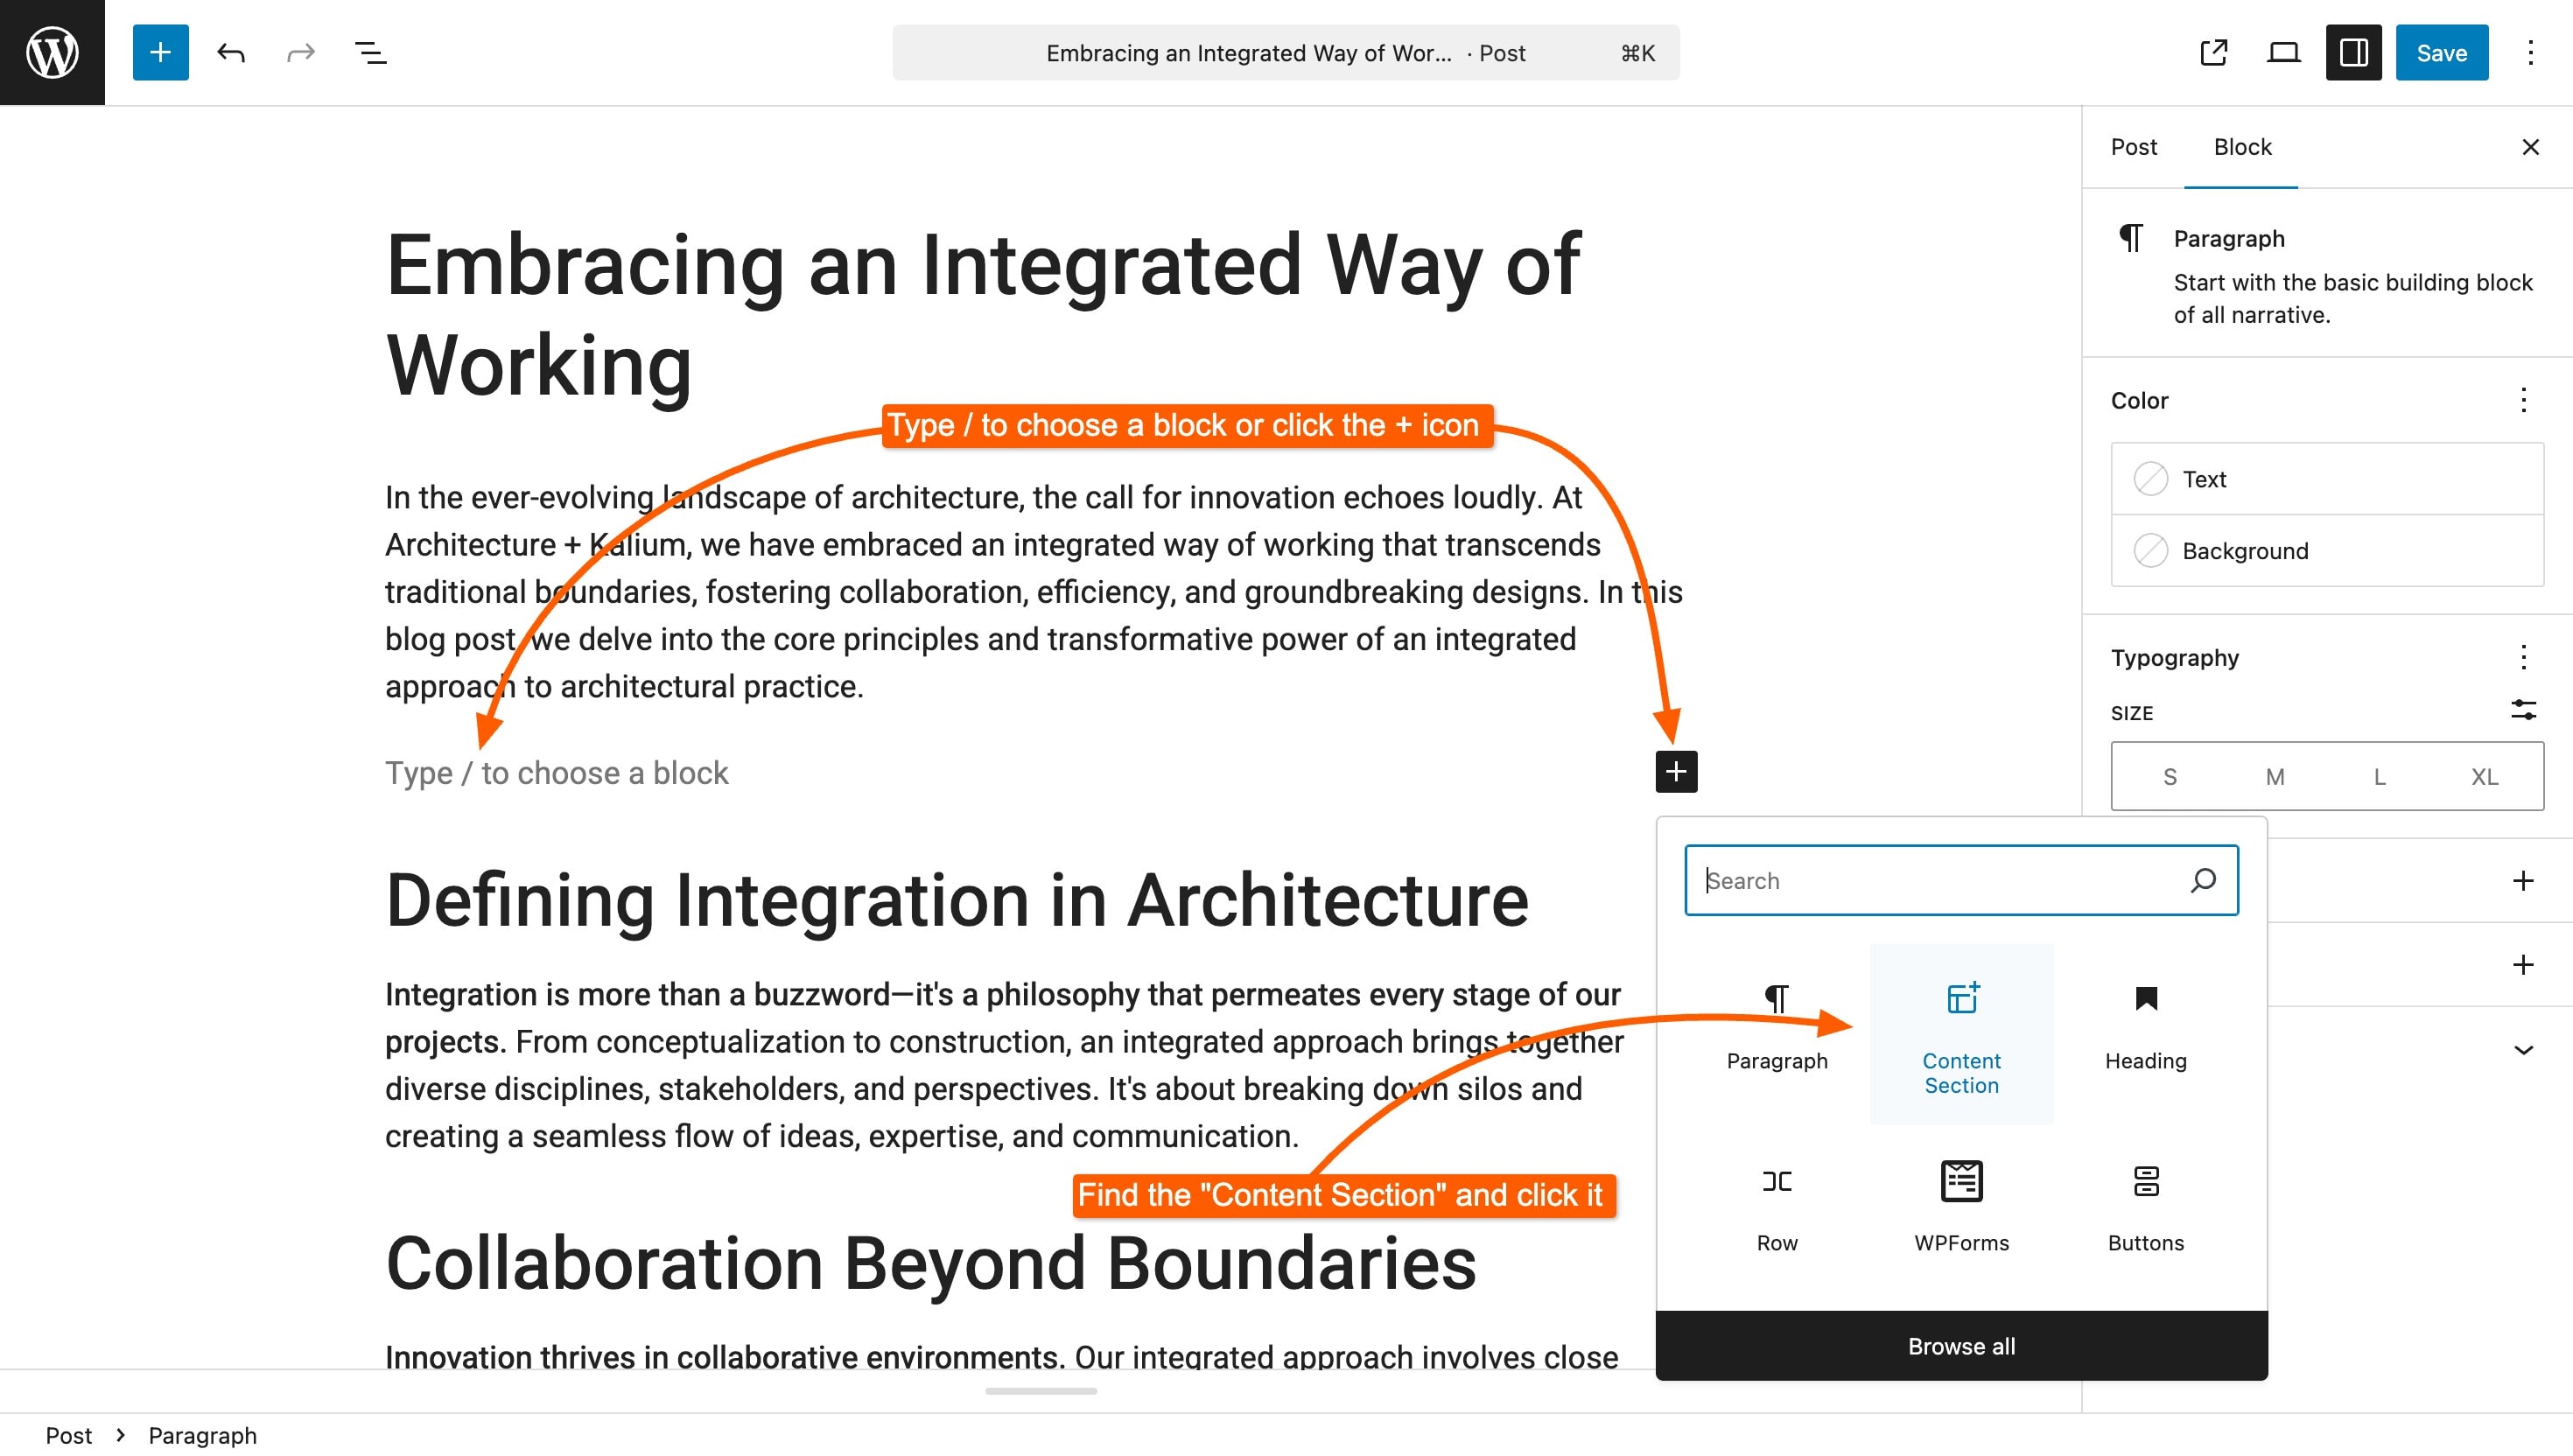 Embracing an Integrated Way of Wor... · Post ⌘K
Save
Embracing an Integrated Way of
Working
Type / to choose a block or click the + icon
In the ever-evolving landscape of architecture, the call for innovation echoes loudly. At
Architecture + Kalium, we have embraced an integrated way of working that transcends
traditional boundaries, fostering collaboration, efficiency, and groundbreaking designs. In this
blog post, we delve into the core principles and transformative power of an integrated
approach to architectural practice.
Type / to choose a block
Defining Integration in Architecture
Integration is more than a buzzword—it's a philosophy that permeates every stage of our
projects. From conceptualization to construction, an integrated approach brings together
diverse disciplines, stakeholders, and perspectives. It's about breaking down silos and
creating a seamless flow of ideas, expertise, and communication.
Find the "Content Section" and click it
Collaboration Beyond Boundaries
Innovation thrives in collaborative environments. Our integrated approach involves close
Search
Paragraph
Content
Section
Heading
Row
WPForms
Buttons
Browse all
Post
Block
Paragraph
Start with the basic building block
of all narrative.
Color
Text
Background
Typography
SIZE
S M L XL
Post > Paragraph